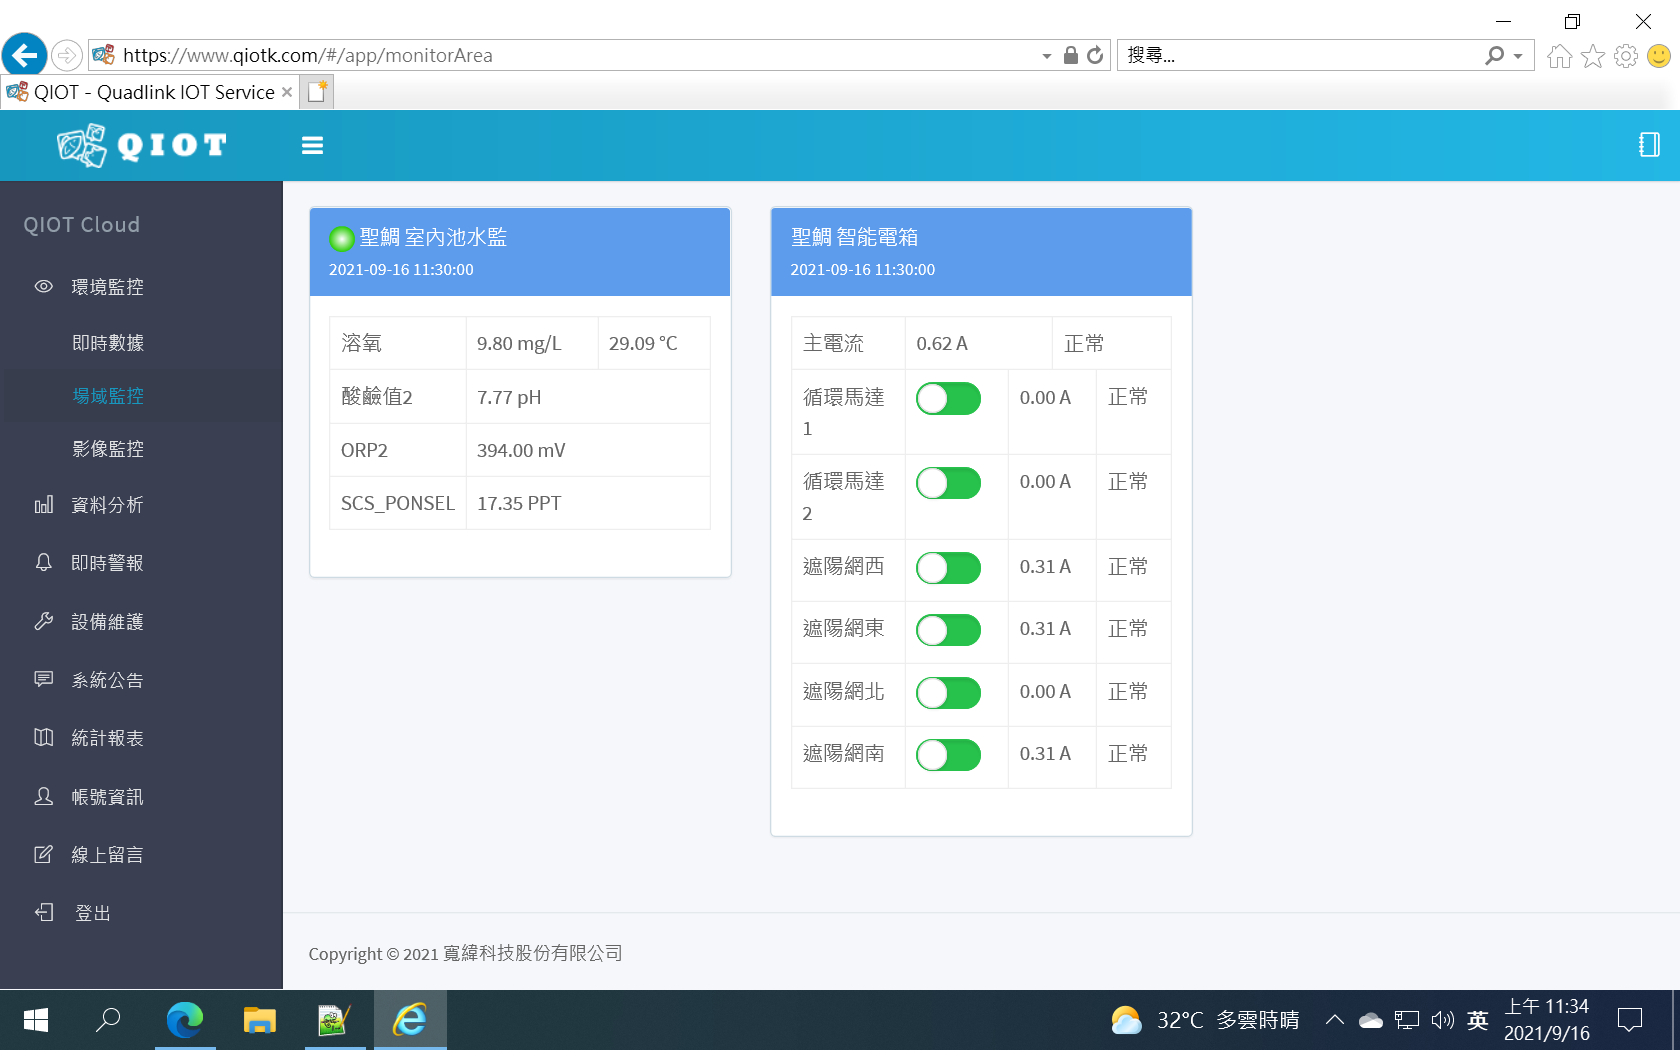 https://www.qiotk.com/#/app/monitorArea
搜尋...
QIOT - Quadlink IOT Service
QIOT
QIOT Cloud
環境監控
即時數據
場域監控
影像監控
資料分析
即時警報
設備維護
系統公告
統計報表
帳號資訊
線上留言
登出
聖鯛 室內池水監
2021-09-16 11:30:00
溶氧 9.80 mg/L 29.09 °C
酸鹼值2 7.77 pH
ORP2 394.00 mV
SCS_PONSEL 17.35 PPT
聖鯛 智能電箱
2021-09-16 11:30:00
主電流 0.62 A 正常
循環馬達 0.00 A 正常
1
循環馬達 0.00 A 正常
2
遮陽網西 0.31 A 正常
遮陽網東 0.31 A 正常
遮陽網北 0.00 A 正常
遮陽網南 0.31 A 正常
Copyright © 2021 寬緯科技股份有限公司
32°C 多雲時晴
英
上午 11:34
2021/9/16